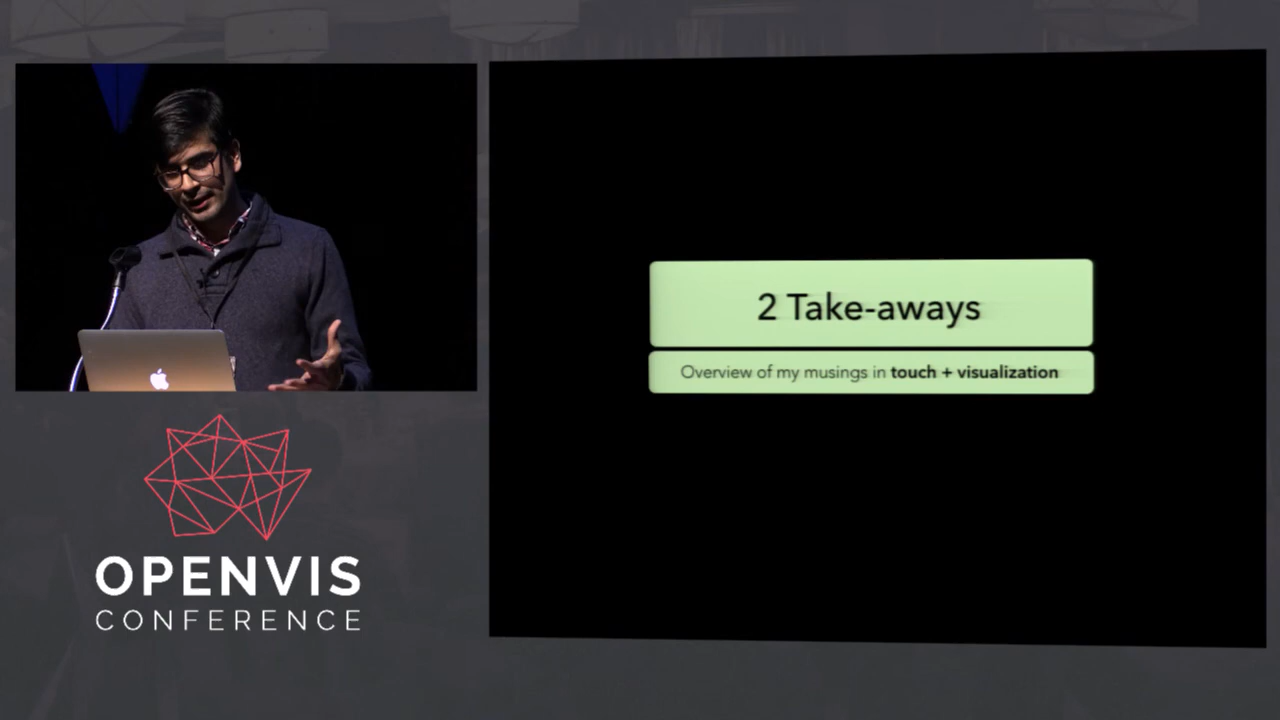 2 Take-aways
Overview of my musings in touch + visualization
OPENVIS
CONFERENCE